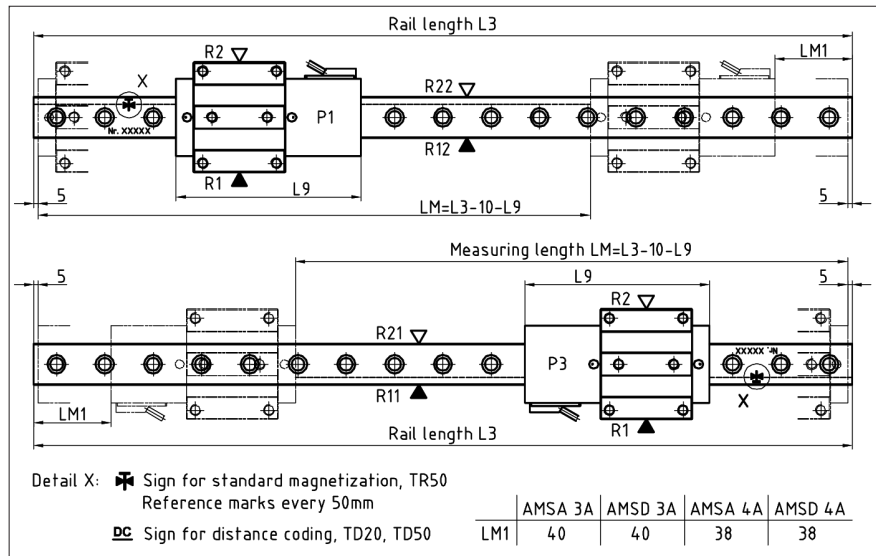 Rail length L3
LM1
R2
X
R22
P1
Nr. XXXXX
R12
R1
L9
5
LM=L3-10-L9
5
Measuring length LM=L3-10-L9
5
L9
5
R2
R21
Nr. XXXXX
P3
R11
X
LM1
R1
Rail length L3
Detail X: Sign for standard magnetization, TR50
Reference marks every 50mm
DC Sign for distance coding, TD20, TD50
AMSA 3A AMSD 3A AMSA 4A AMSD 4A
LM1 40 40 38 38